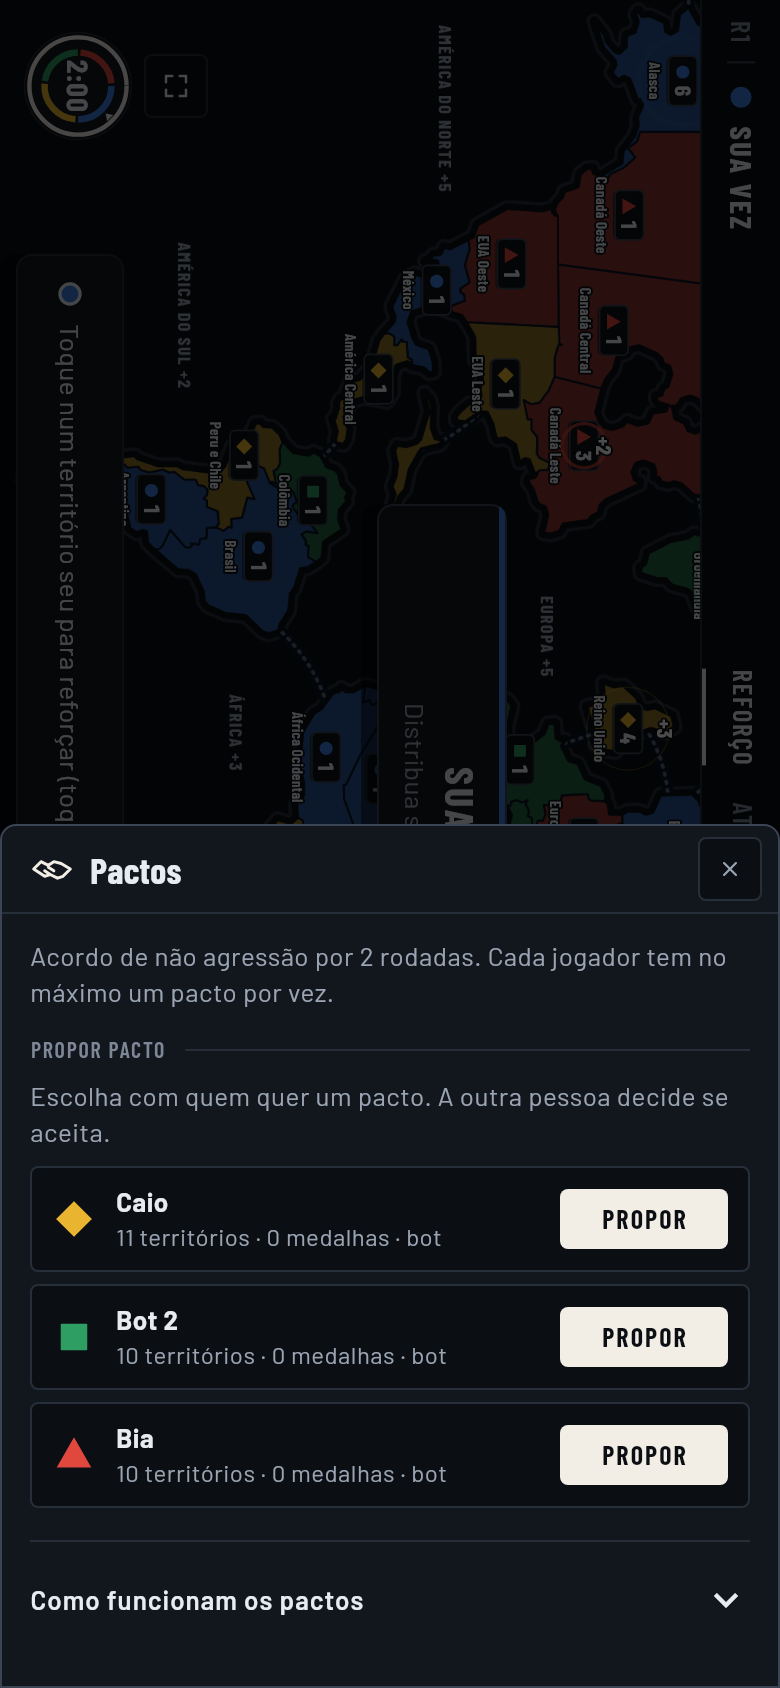 R1
SUA VEZ
REFORÇO
AT
2:00
AMÉRICA DO NORTE +5
AMÉRICA DO SUL +2
EUROPA +5
ÁFRICA +3
6
Alasca
1
Canadá Oeste
1
Canadá Central
+2
3
Canadá Leste
1
EUA Oeste
1
EUA Leste
1
México
1
América Central
1
Peru e Chile
1
Colômbia
1
Brasil
1
Groenlândia
+3
4
Reino Unido
1
1
África Ocidental
SUA
Distribua s
Toque num território seu para reforçar (toq
Pactos
Acordo de não agressão por 2 rodadas. Cada jogador tem no
máximo um pacto por vez.
PROPOR PACTO
Escolha com quem quer um pacto. A outra pessoa decide se
aceita.
Caio
11 territórios · 0 medalhas · bot
PROPOR
Bot 2
10 territórios · 0 medalhas · bot
PROPOR
Bia
10 territórios · 0 medalhas · bot
PROPOR
Como funcionam os pactos